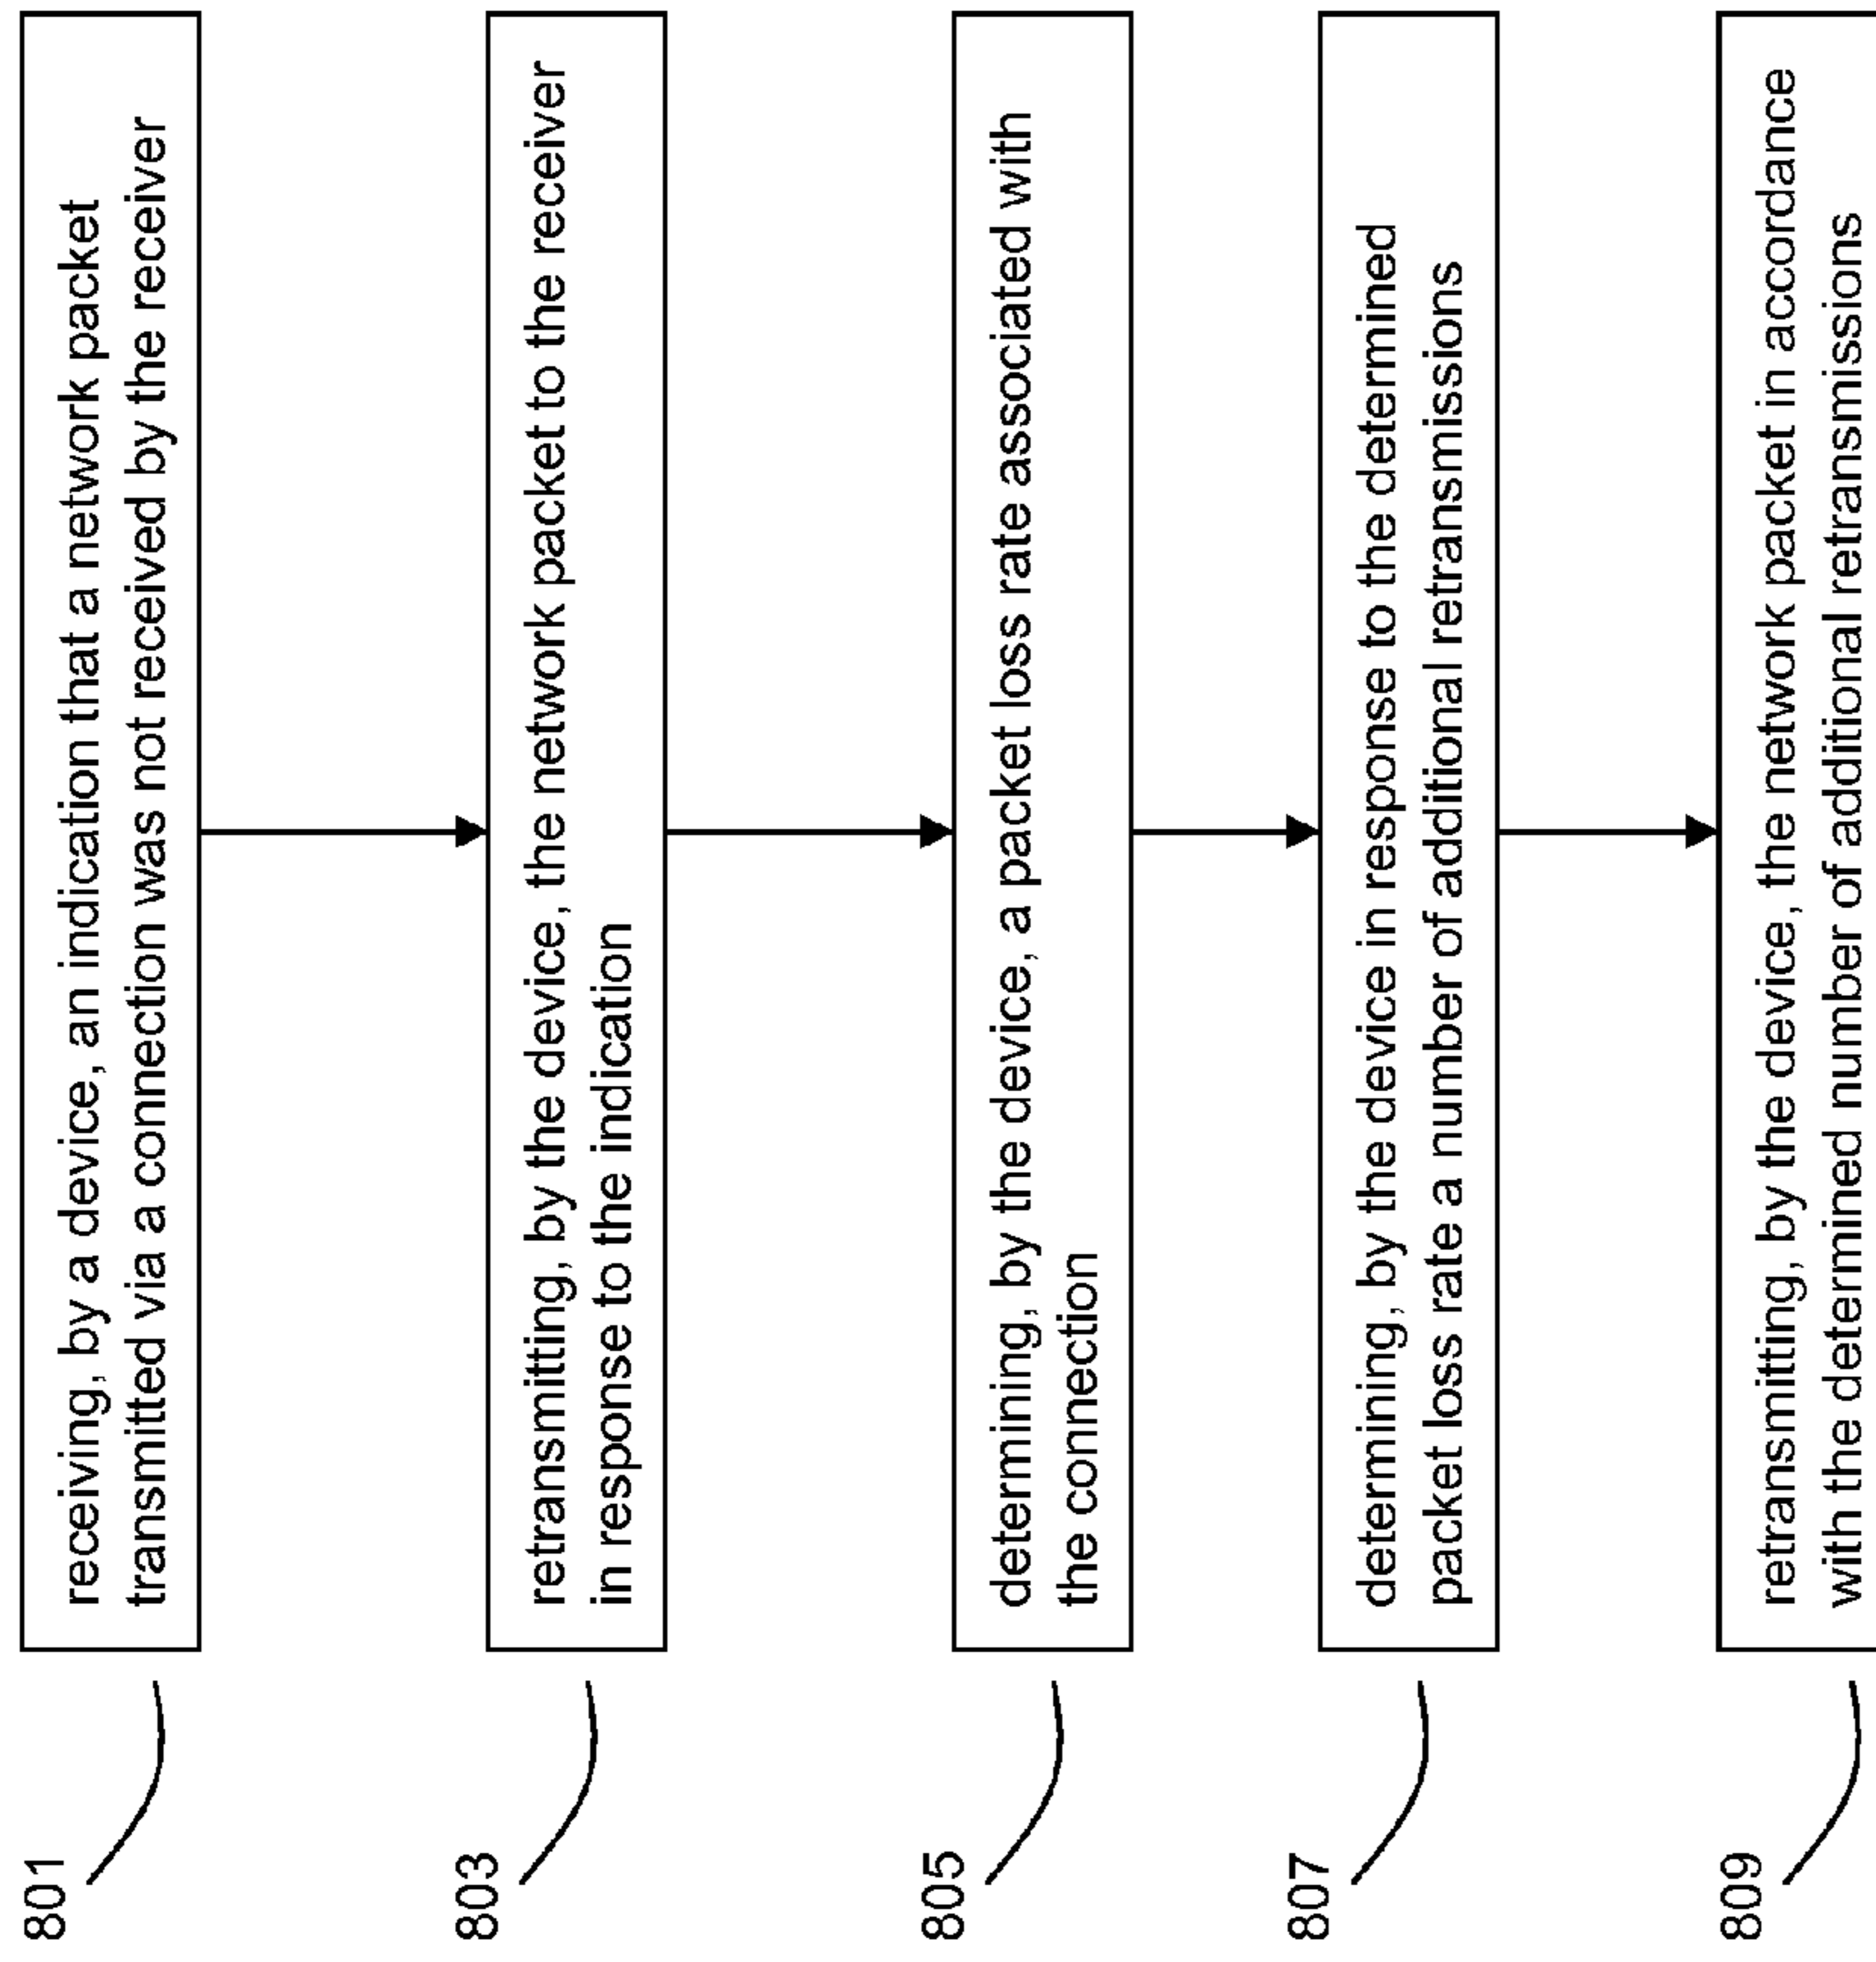 801
receiving, by a device, an indication that a network packet
transmitted via a connection was not received by the receiver
803
retransmitting, by the device, the network packet to the receiver
in response to the indication
805
determining, by the device, a packet loss rate associated with
the connection
807
determining, by the device in response to the determined
packet loss rate a number of additional retransmissions
809
retransmitting, by the device, the network packet in accordance
with the determined number of additional retransmissions